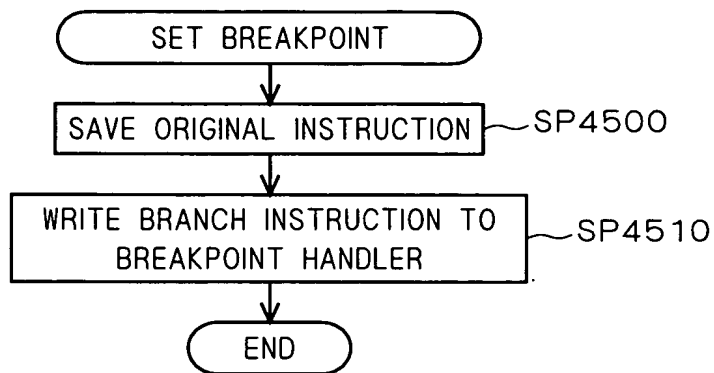 SET BREAKPOINT
SAVE ORIGINAL INSTRUCTION
SP4500
WRITE BRANCH INSTRUCTION TO
BREAKPOINT HANDLER
SP4510
END